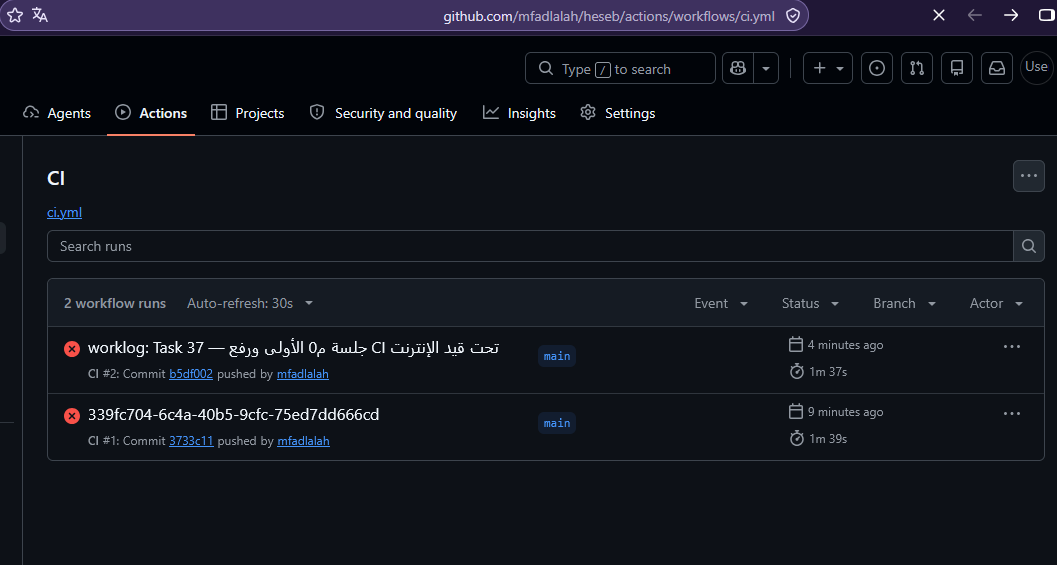 github.com/mfadlalah/heseb/actions/workflows/ci.yml
Type / to search
Use
Agents
Actions
Projects
Security and quality
Insights
Settings
CI
ci.yml
Search runs
2 workflow runs
Auto-refresh: 30s
Event
Status
Branch
Actor
worklog: Task 37 — جلسة م0 الأولى ورفع CI تحت قيد الإنترنت
main
4 minutes ago
CI #2: Commit b5df002 pushed by mfadlalah
1m 37s
339fc704-6c4a-40b5-9cfc-75ed7dd666cd
main
9 minutes ago
CI #1: Commit 3733c11 pushed by mfadlalah
1m 39s